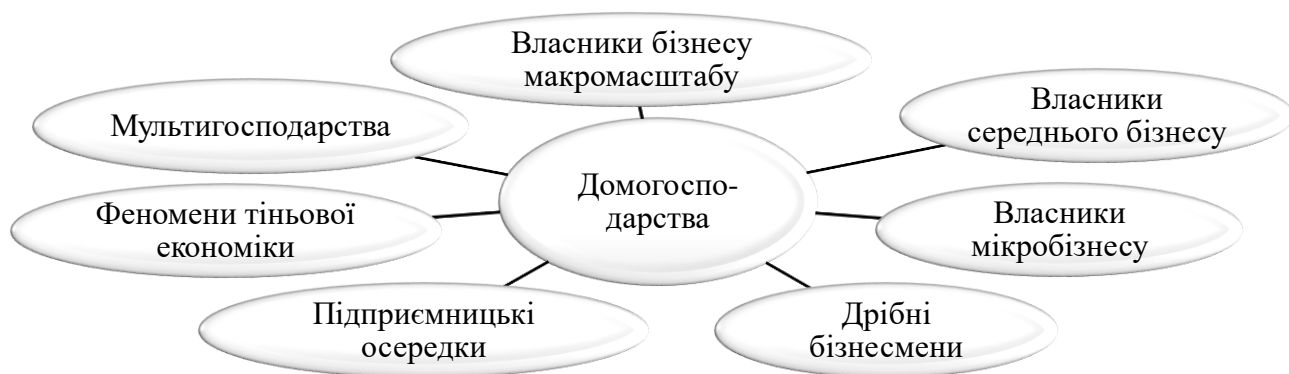 Власники бізнесу
макромасштабу
Мультигосподарства
Власники
середнього бізнесу
Домогоспо-
дарства
Феномени тіньової
економіки
Власники
мікробізнесу
Підприємницькі
осередки
Дрібні
бізнесмени